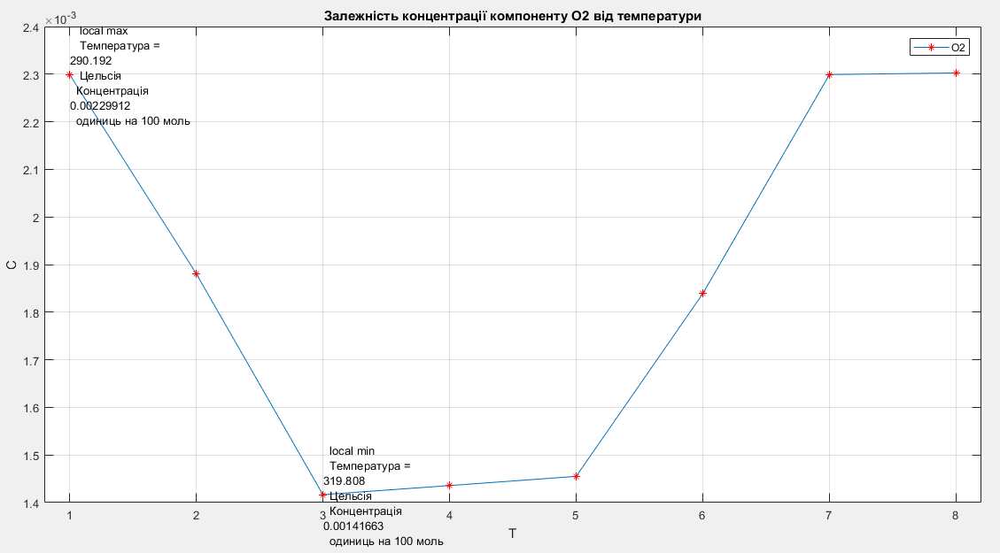 Залежність концентрації компоненту O2 від температури
×10-3
2.4
2.3
2.2
2.1
2
1.9
1.8
1.7
1.6
1.5
1.4
C
local max
Температура =
290.192
Цельсія
Концентрація
0.00229912
одиниць на 100 моль
O2
local min
Температура =
319.808
Цельсія
Концентрація
0.00141663
одиниць на 100 моль
1 2 3 4 5 6 7 8
T